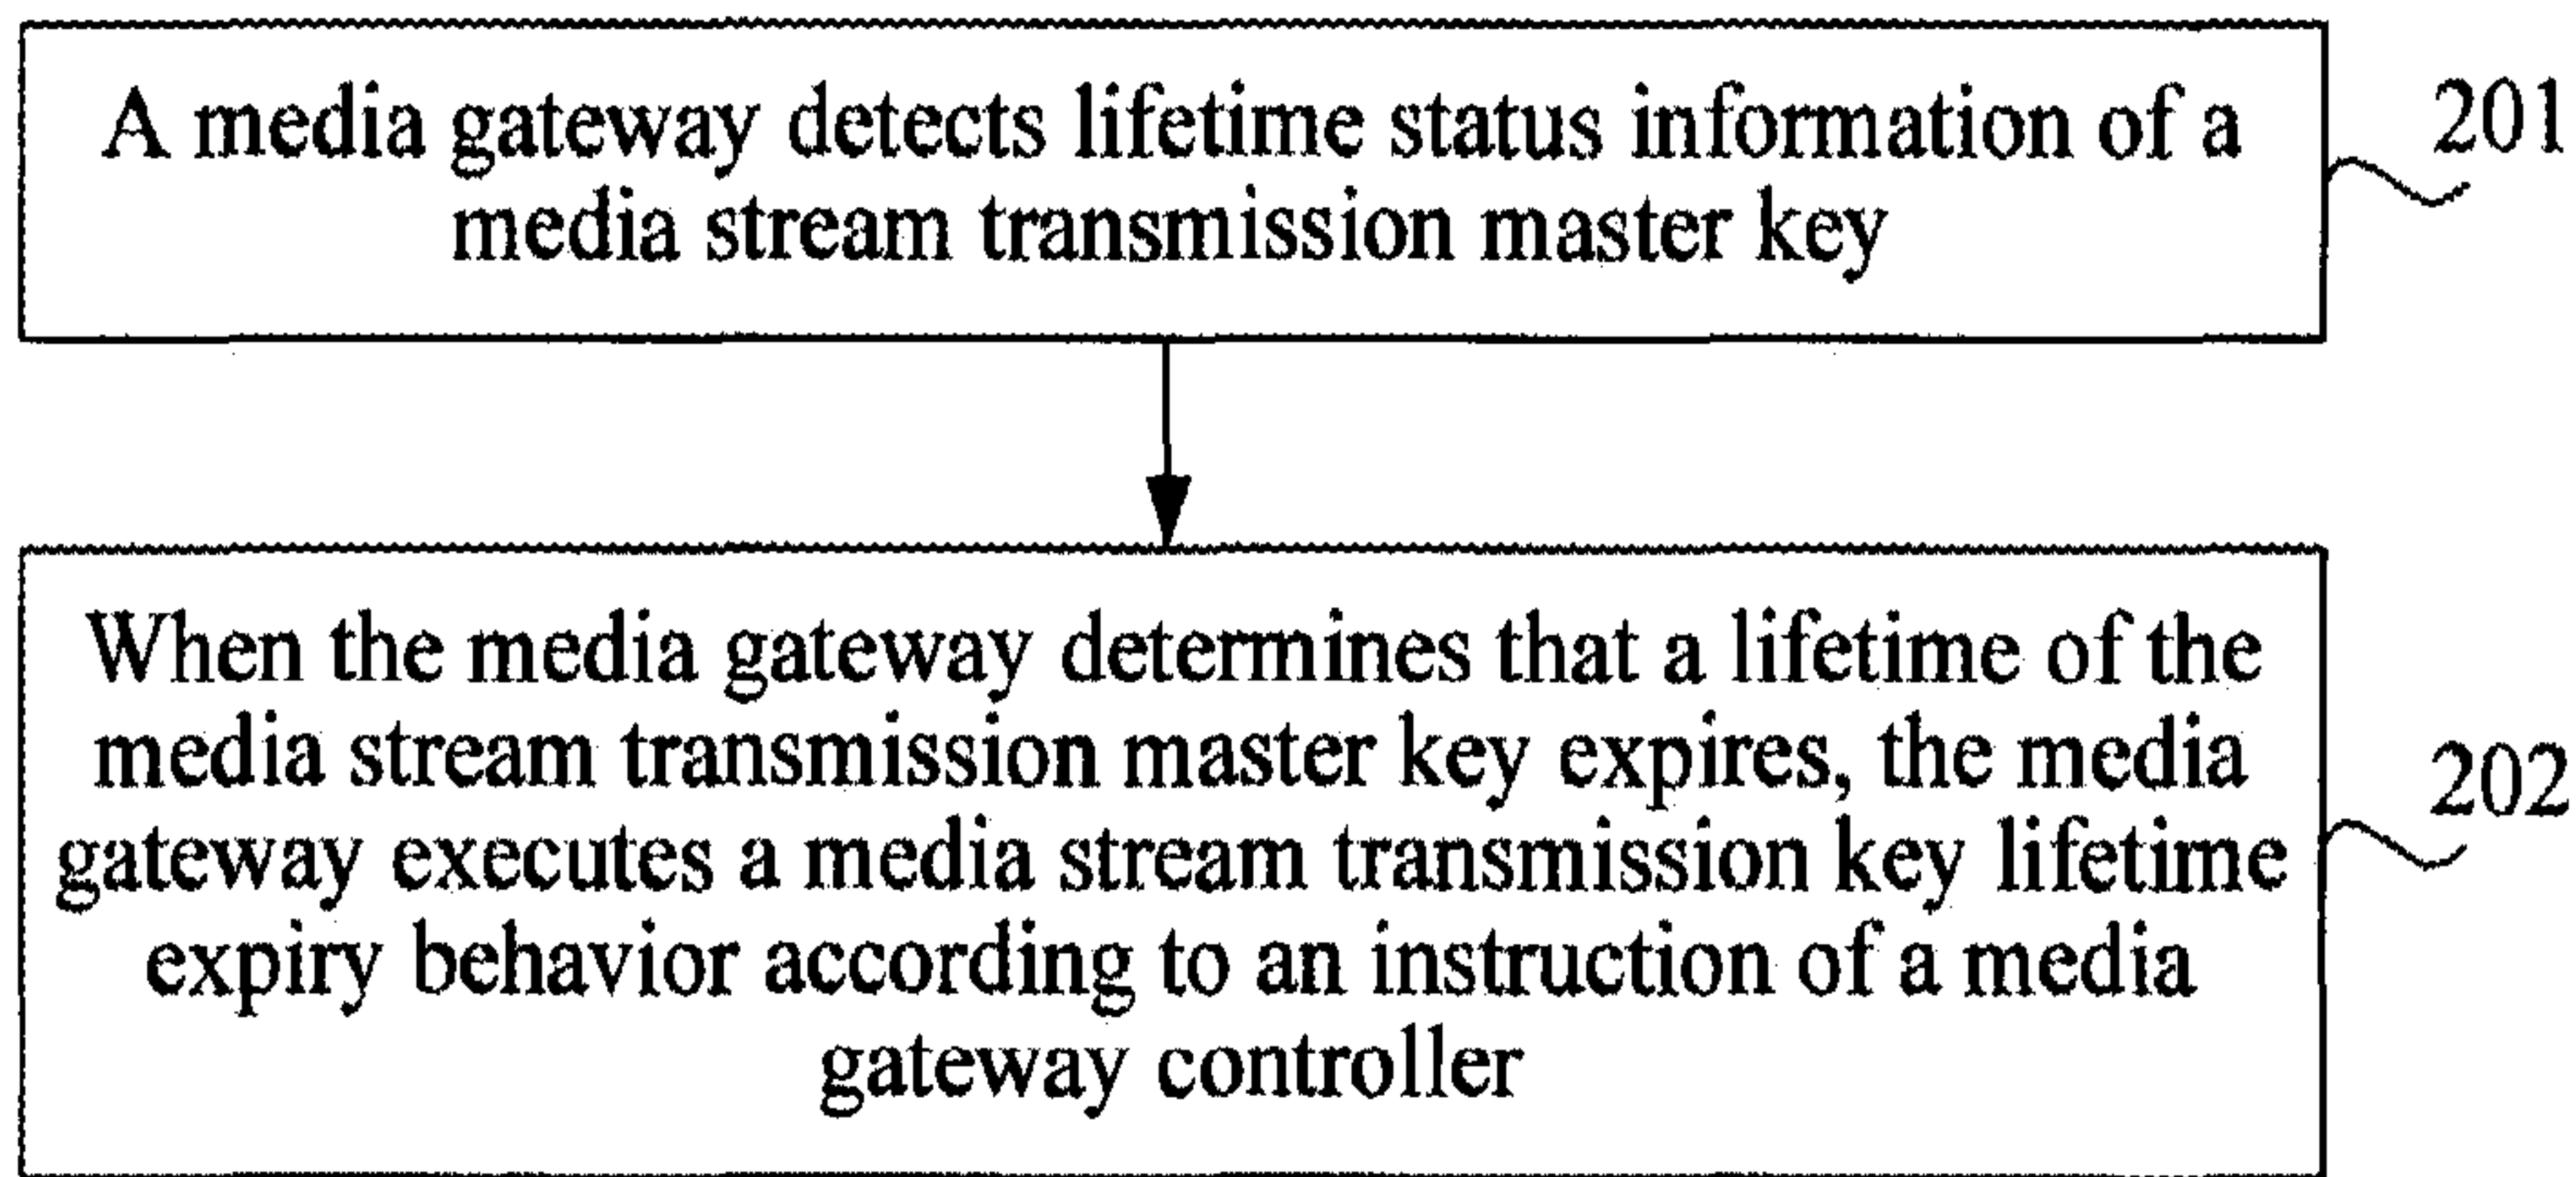 A media gateway detects lifetime status information of a
media stream transmission master key
201
When the media gateway determines that a lifetime of the
media stream transmission master key expires, the media
gateway executes a media stream transmission key lifetime
expiry behavior according to an instruction of a media
gateway controller
202